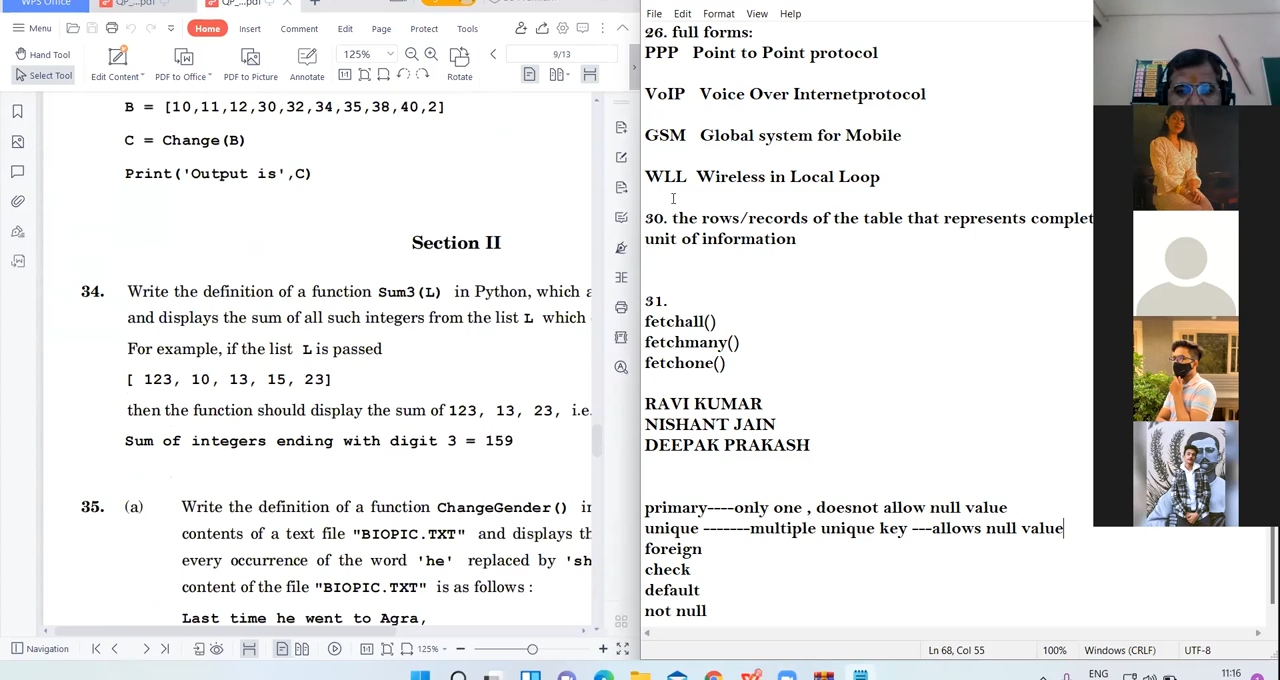 WPS Office
QP_...pdf
QP_...pdf
Menu
Home
Insert
Comment
Edit
Page
Protect
Tools
Hand Tool
Select Tool
Edit Content
PDF to Office
PDF to Picture
Annotate
125%
Rotate
9/13
B = [10,11,12,30,32,34,35,38,40,2]
C = Change(B)
Print('Output is',C)
Section II
34. Write the definition of a function Sum3(L) in Python, which a
and displays the sum of all such integers from the list L which
For example, if the list L is passed
[ 123, 10, 13, 15, 23]
then the function should display the sum of 123, 13, 23, i.e.
Sum of integers ending with digit 3 = 159
35. (a) Write the definition of a function ChangeGender() in
contents of a text file "BIOPIC.TXT" and displays th
every occurrence of the word 'he' replaced by 'sh
content of the file "BIOPIC.TXT" is as follows :
Last time he went to Agra,
Navigation
9/13
125%
File Edit Format View Help
26. full forms:
PPP Point to Point protocol
VoIP Voice Over Internetprotocol
GSM Global system for Mobile
WLL Wireless in Local Loop
30. the rows/records of the table that represents complet
unit of information
31.
fetchall()
fetchmany()
fetchone()
RAVI KUMAR
NISHANT JAIN
DEEPAK PRAKASH
primary----only one , doesnot allow null value
unique -------multiple unique key ---allows null value
foreign
check
default
not null
Ln 68, Col 55
100%
Windows (CRLF)
UTF-8
ENG
11:16